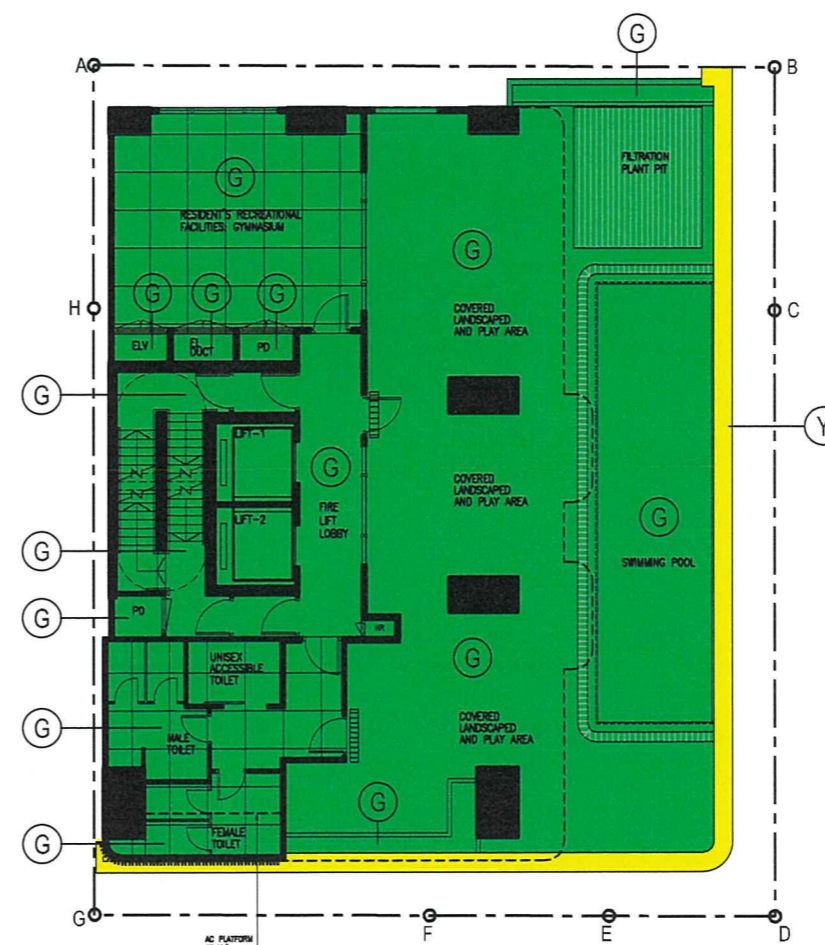 G
A
B
FILTRATION
PLANT PIT
G
RESIDENT'S RECREATIONAL
FACILITIES: GYMNASIUM
G
G
G
G
H
C
COVERED
LANDSCAPED
AND PLAY AREA
ELV
EL
DUCT
PD
G
Y
LIFT-1
G
FIRE
LIFT
LOBBY
COVERED
LANDSCAPED
AND PLAY AREA
G
LIFT-2
G
SWIMMING POOL
G
PD
HR
UNISEX
ACCESSIBLE
TOILET
G
G
MALE
TOILET
COVERED
LANDSCAPED
AND PLAY AREA
G
G
FEMALE
TOILET
G
F
E
D
AC PLATFORM